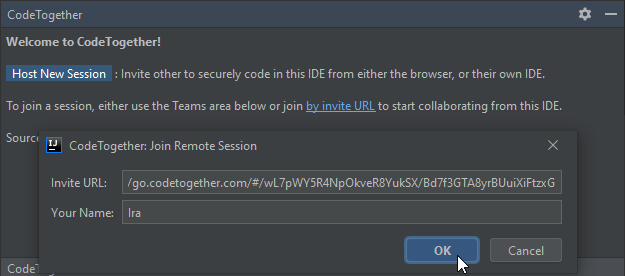 CodeTogether
Welcome to CodeTogether!
Host New Session : Invite other to securely code in this IDE from either the browser, or their own IDE.
To join a session, either use the Teams area below or join by invite URL to start collaborating from this IDE.
Source
IJ CodeTogether: Join Remote Session
Invite URL: /go.codetogether.com/#/wL7pWY5R4NpOkveR8YukSX/Bd7f3GTA8yrBUuiXiFtzxG
Your Name: Ira
OK Cancel
CodeTogether